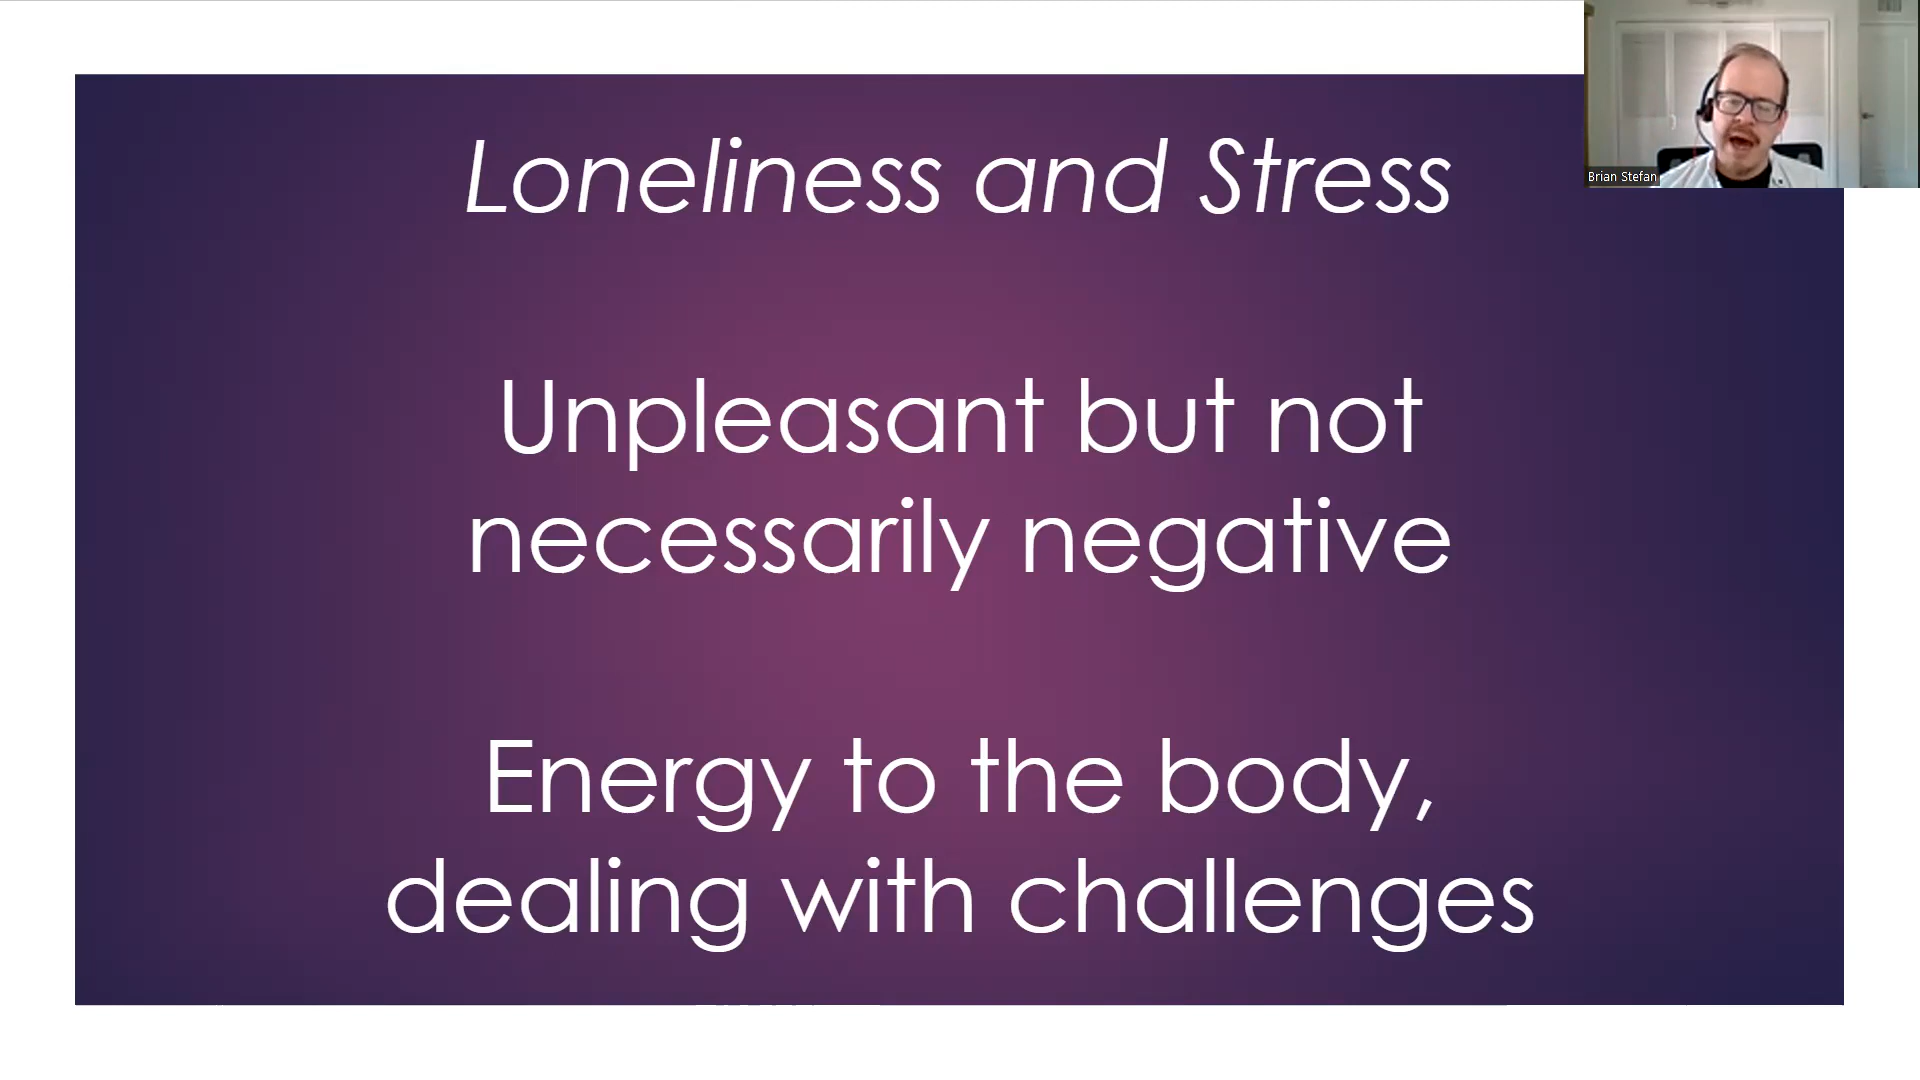 Loneliness and Stress
Unpleasant but not
necessarily negative
Energy to the body,
dealing with challenges
Brian Stefan